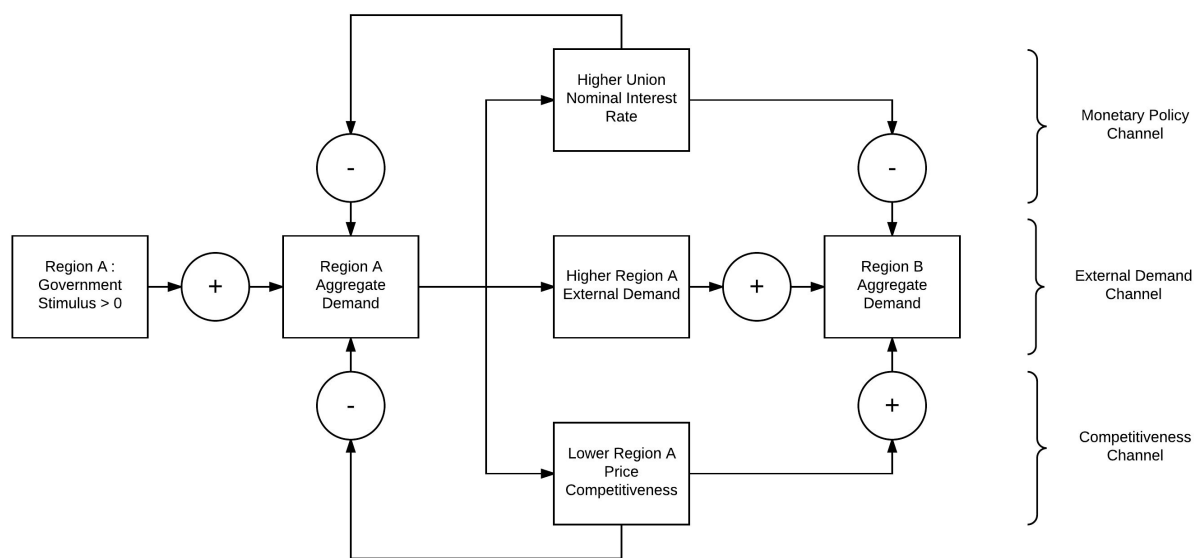 Higher Union
Nominal Interest
Rate
Monetary Policy
Channel
-
-
Region A :
Government
Stimulus > 0
+
Region A
Aggregate
Demand
Higher Region A
External Demand
+
Region B
Aggregate
Demand
External Demand
Channel
-
+
Lower Region A
Price
Competitiveness
Competitiveness
Channel